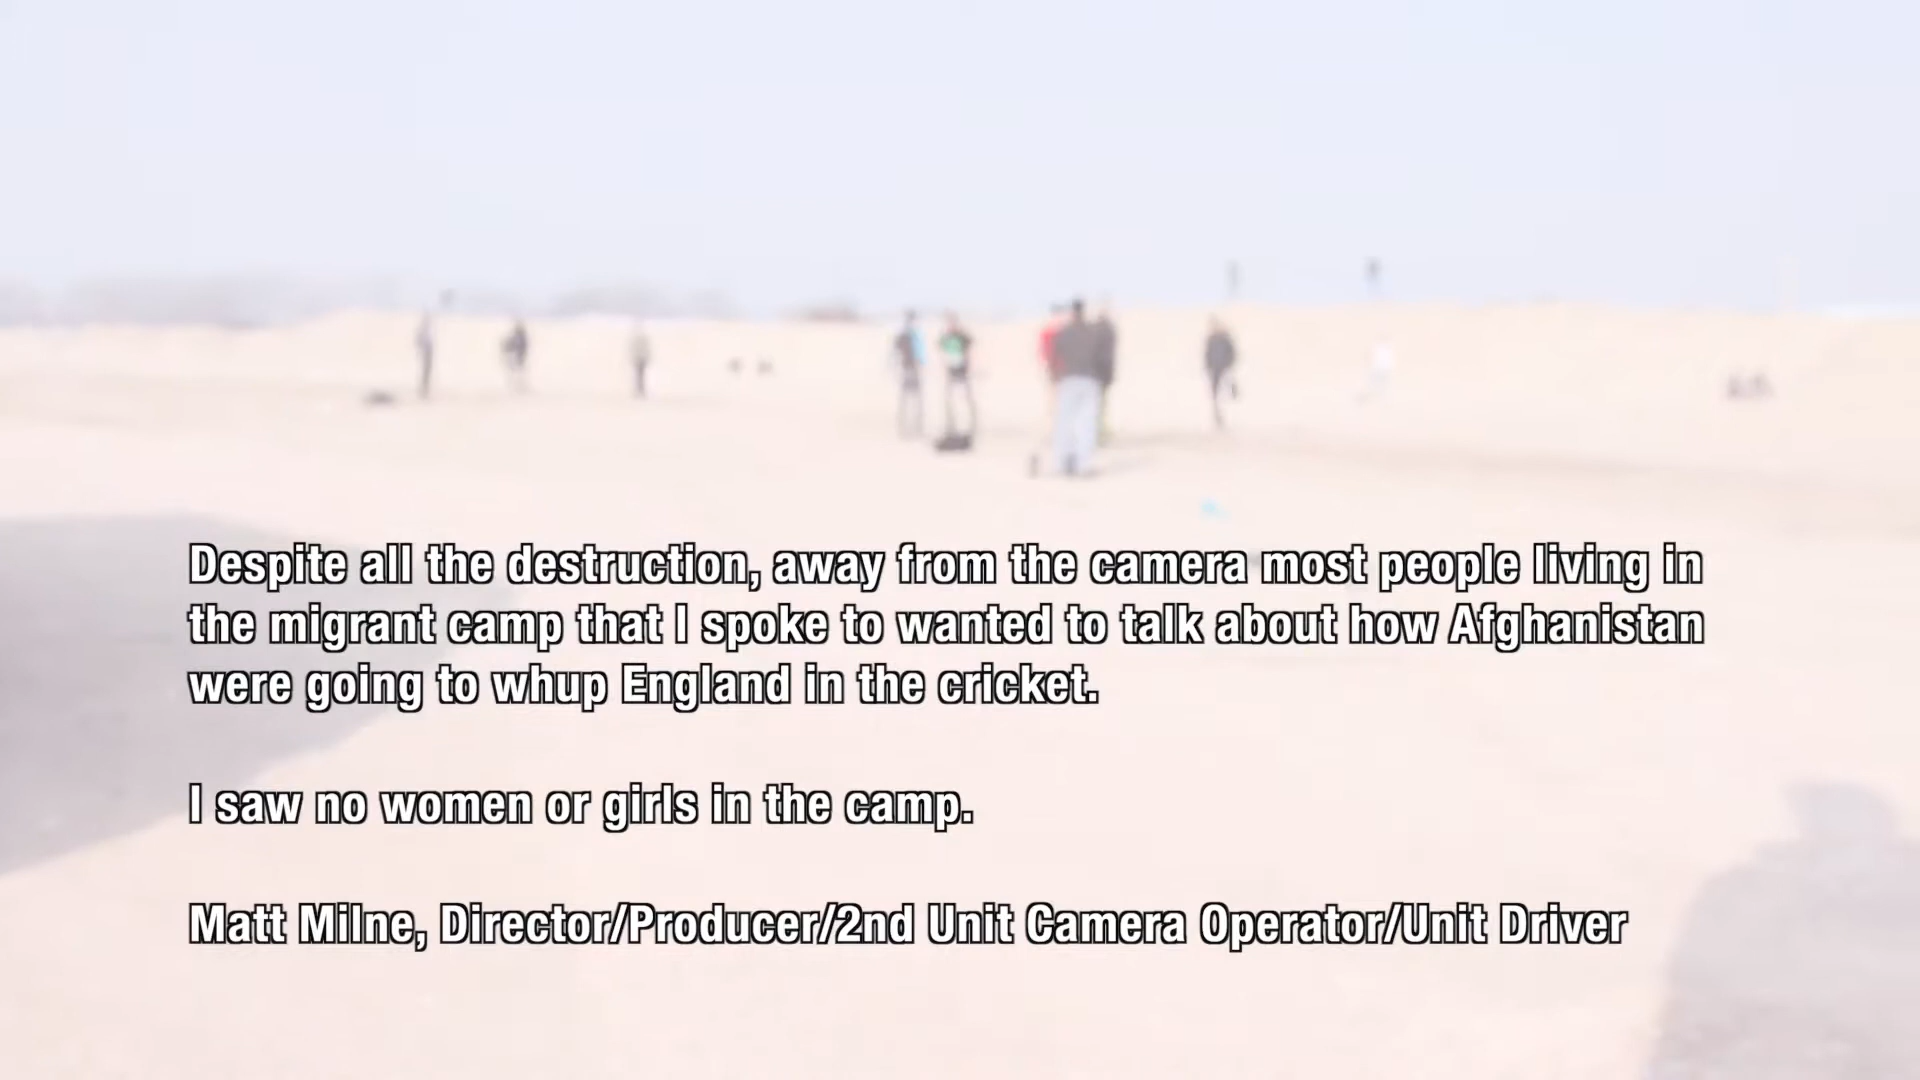 Despite all the destruction, away from the camera most people living in
the migrant camp that I spoke to wanted to talk about how Afghanistan
were going to whup England in the cricket.
I saw no women or girls in the camp.
Matt Milne, Director/Producer/2nd Unit Camera Operator/Unit Driver